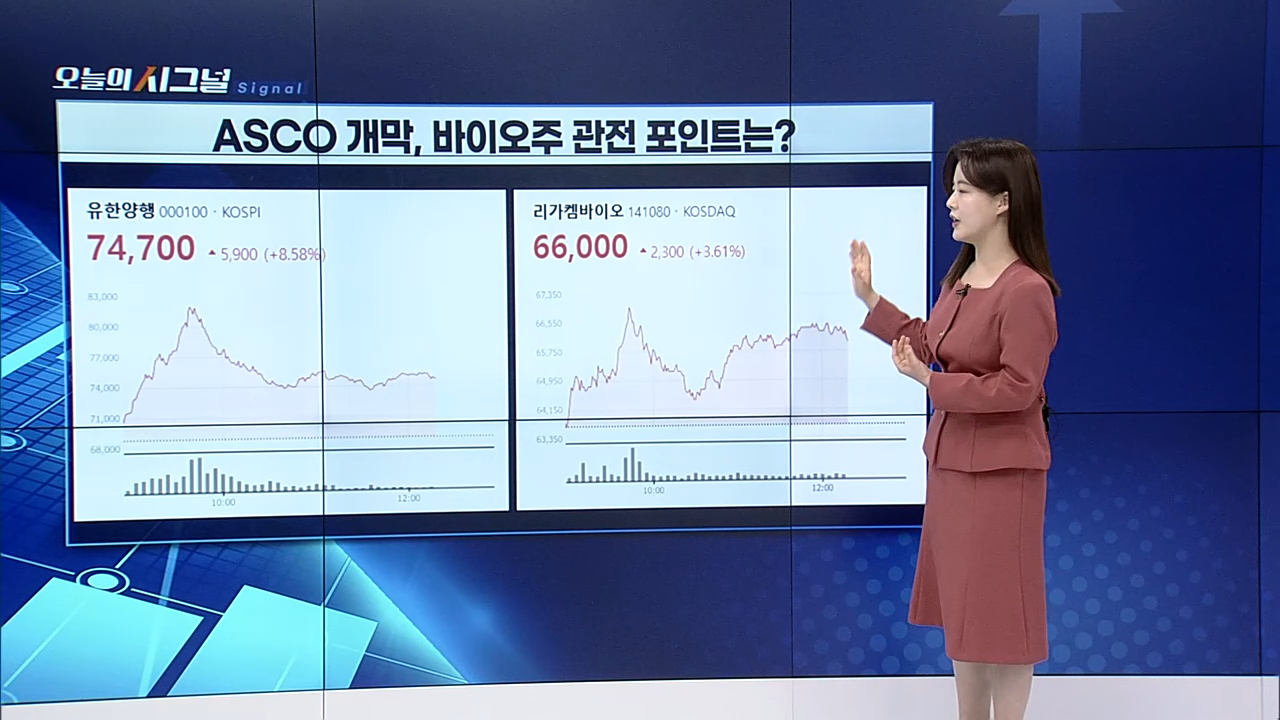 오늘의 시그널 Signal
ASCO 개막, 바이오주 관전 포인트는?
유한양행 000100 · KOSPI
74,700 ▲ 5,900 (+8.58%)
83,000
80,000
77,000
74,000
71,000
68,000
10:00 12:00
리가켐바이오 141080 · KOSDAQ
66,000 ▲ 2,300 (+3.61%)
67,350
66,550
65,750
64,950
64,150
63,350
10:00 12:00